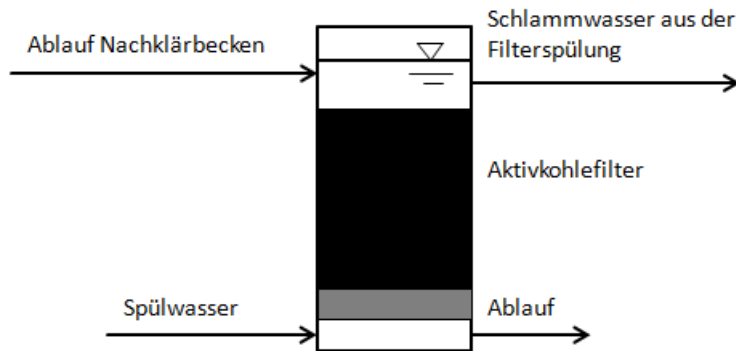 Schlammwasser aus der
Filterspülung
Ablauf Nachklärbecken
Aktivkohlefilter
Spülwasser
Ablauf